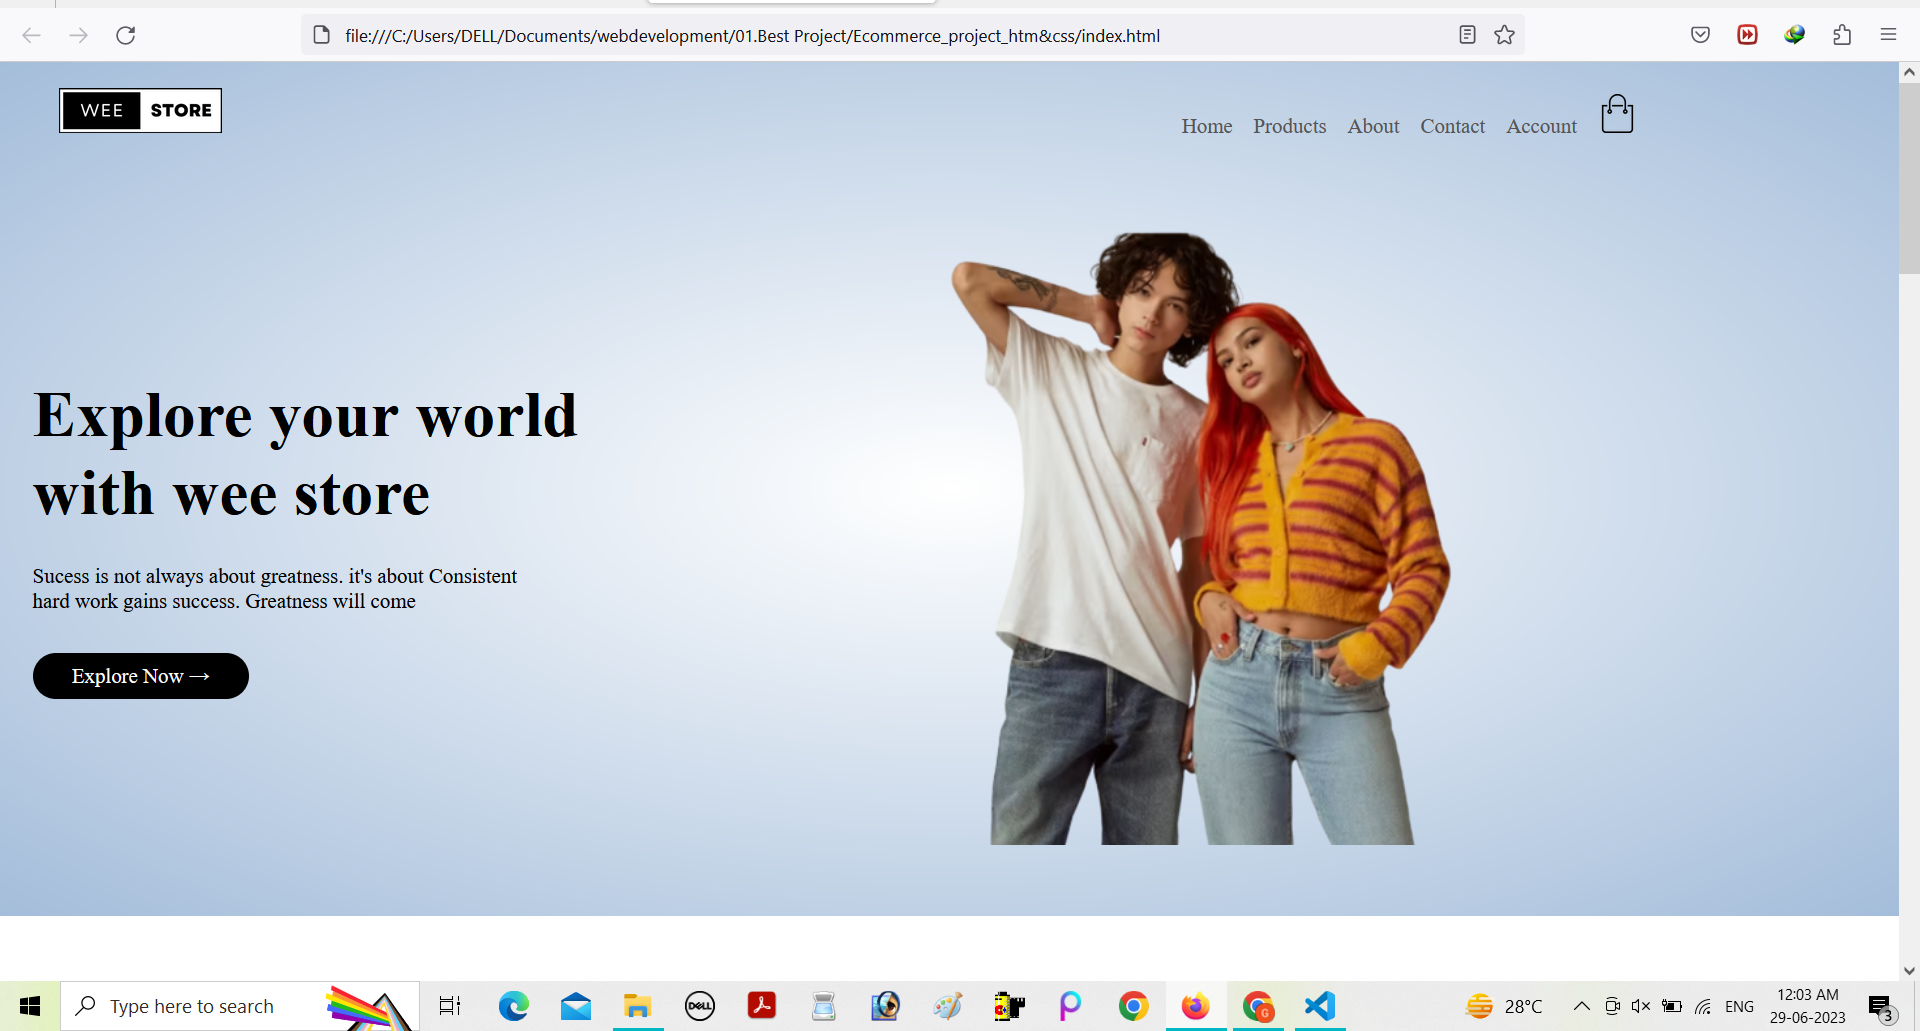 file:///C:/Users/DELL/Documents/webdevelopment/01.Best Project/Ecommerce_project_htm&css/index.html
WEE STORE
Home Products About Contact Account
Explore your world
with wee store
Sucess is not always about greatness. it's about Consistent
hard work gains success. Greatness will come
Explore Now →
Type here to search
DELL
G
28°C
ENG
12:03 AM
29-06-2023
3